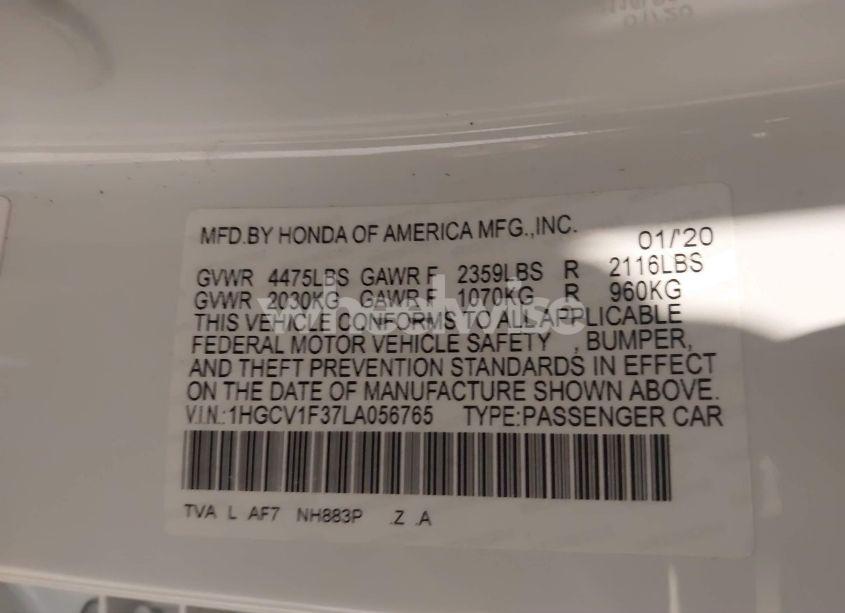 MFD.BY HONDA OF AMERICA MFG.,INC. 01/'20
GVWR 4475LBS GAWR F 2359LBS R 2116LBS
GVWR 2030KG GAWR F 1070KG R 960KG
THIS VEHICLE CONFORMS TO ALL APPLICABLE
FEDERAL MOTOR VEHICLE SAFETY , BUMPER,
AND THEFT PREVENTION STANDARDS IN EFFECT
ON THE DATE OF MANUFACTURE SHOWN ABOVE.
V.I.N.:1HGCV1F37LA056765 TYPE:PASSENGER CAR
TVA L AF7 NH883P .Z .A